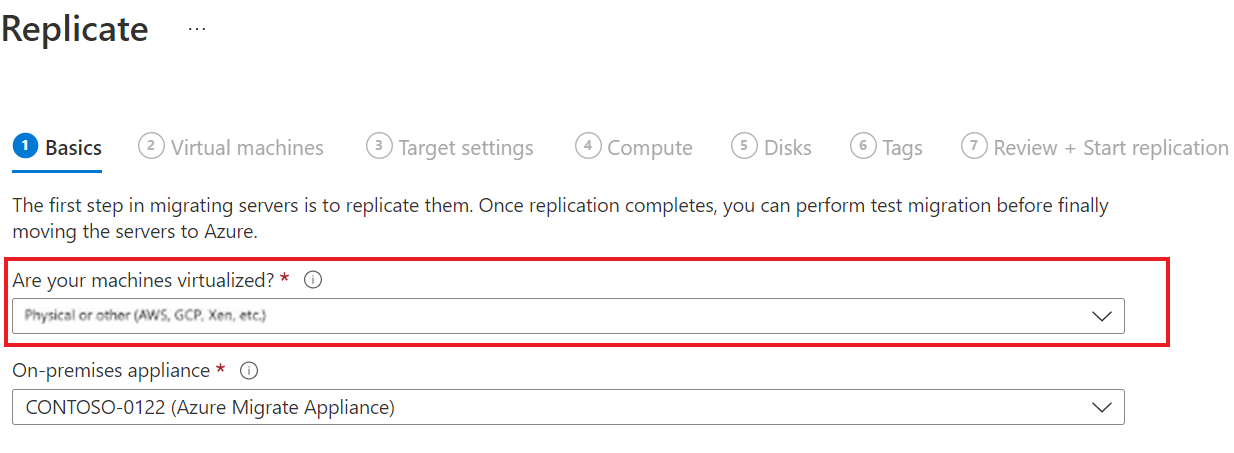 Replicate ...
1 Basics 2 Virtual machines 3 Target settings 4 Compute 5 Disks 6 Tags 7 Review + Start replication
The first step in migrating servers is to replicate them. Once replication completes, you can perform test migration before finally
moving the servers to Azure.
Are your machines virtualized? * i
Physical or other (AWS, GCP, Xen, etc.)
On-premises appliance * i
CONTOSO-0122 (Azure Migrate Appliance)